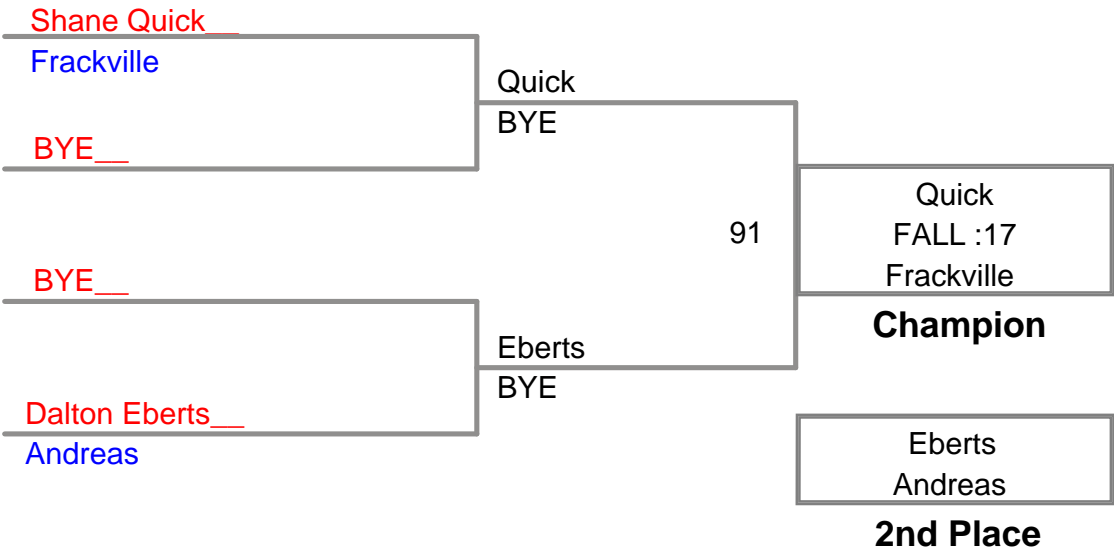 Shane Quick__
Frackville
BYE__
BYE__
Dalton Eberts__
Andreas
Quick
BYE
Eberts
BYE
91
Quick
FALL :17
Frackville
Champion
Eberts
Andreas
2nd Place